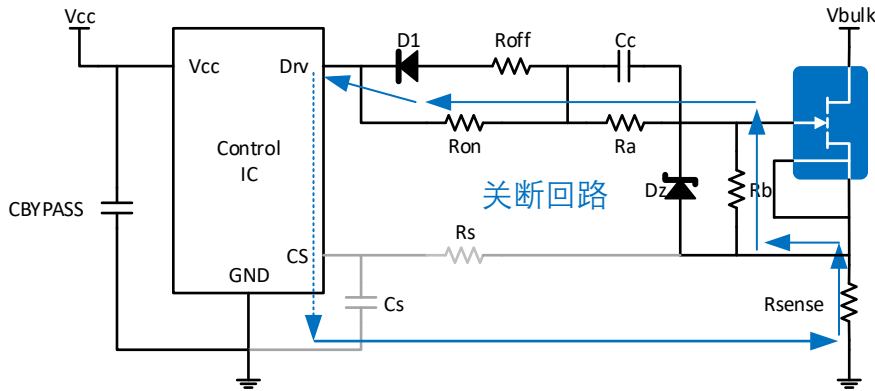 Vcc
Vbulk
D1
Roff
Cc
Vcc
Drv
Ron
Ra
Control
IC
关断回路
Dz
Rb
CBYPASS
Rs
CS
GND
Cs
Rsense